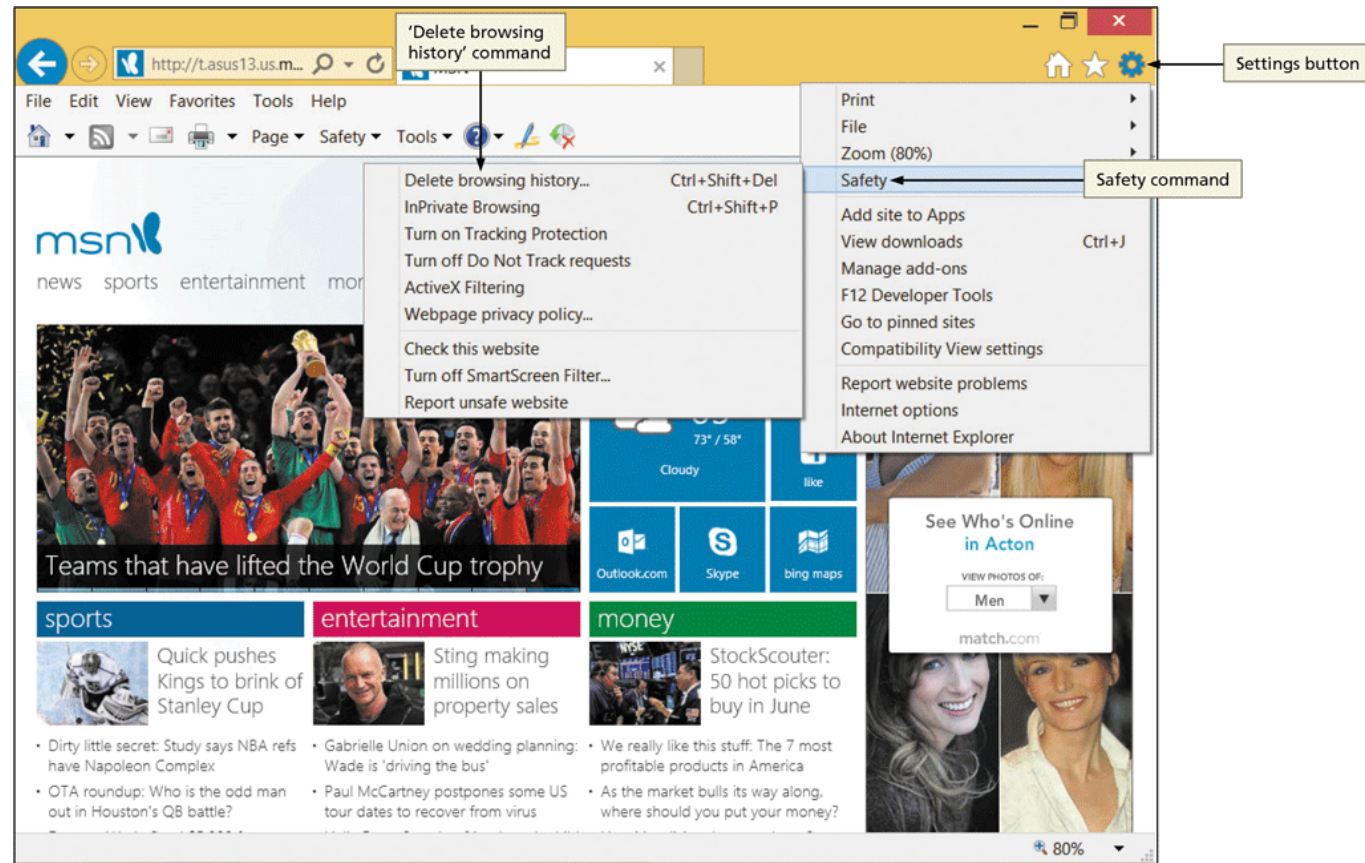 'Delete browsing
history' command
Settings button
http://t.asus13.us.m...
File Edit View Favorites Tools Help
Page Safety Tools
Print
File
Zoom (80%)
Safety
Safety command
Add site to Apps
View downloads Ctrl+J
Manage add-ons
F12 Developer Tools
Go to pinned sites
Compatibility View settings
Report website problems
Internet options
About Internet Explorer
Delete browsing history... Ctrl+Shift+Del
InPrivate Browsing Ctrl+Shift+P
Turn on Tracking Protection
Turn off Do Not Track requests
ActiveX Filtering
Webpage privacy policy...
Check this website
Turn off SmartScreen Filter...
Report unsafe website
msn
news sports entertainment
73° / 58°
Cloudy
like
Outlook.com
Skype
bing maps
Teams that have lifted the World Cup trophy
See Who's Online
in Acton
VIEW PHOTOS OF:
Men
match.com
sports
Quick pushes
Kings to brink of
Stanley Cup
• Dirty little secret: Study says NBA refs
have Napoleon Complex
• OTA roundup: Who is the odd man
out in Houston's QB battle?
entertainment
Sting making
millions on
property sales
• Gabrielle Union on wedding planning:
Wade is 'driving the bus'
• Paul McCartney postpones some US
tour dates to recover from virus
money
NYSE
StockScouter:
50 hot picks to
buy in June
• We really like this stuff: The 7 most
profitable products in America
• As the market bulls its way along,
where should you put your money?
80%